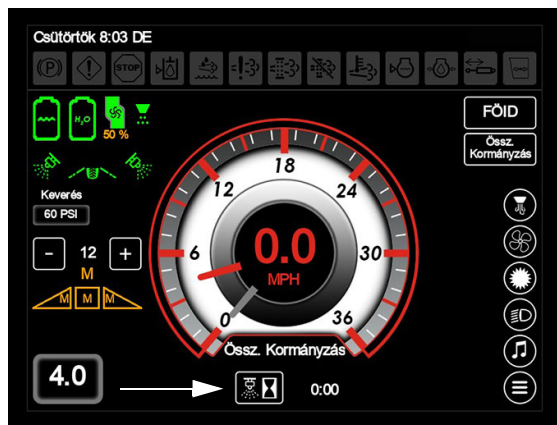 Csütörtök 8:03 DE
(P)
STOP
H₂O
50 %
FÖID
Össz.
Kormányzás
Keverés
60 PSI
- 12 +
M
M M M
0 6 12 18 24 30 36
0.0
MPH
Össz. Kormányzás
4.0
0:00